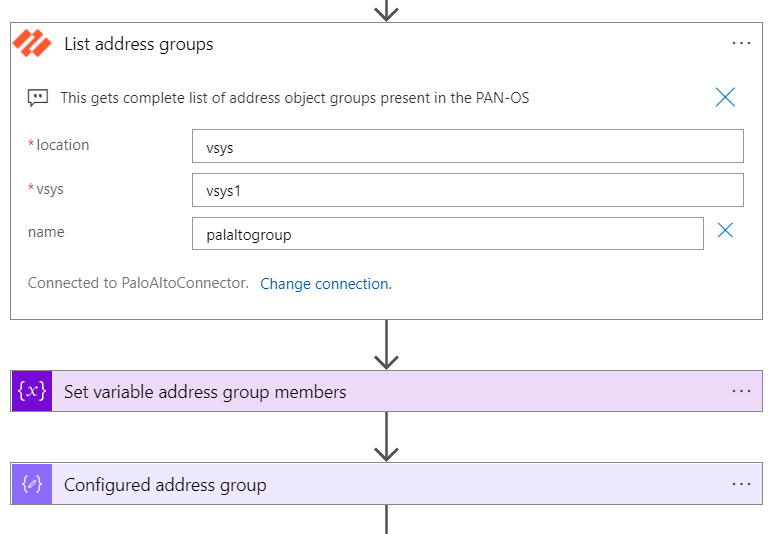 List address groups
...
This gets complete list of address object groups present in the PAN-OS
*location vsys
*vsys vsys1
name palaltogroup
Connected to PaloAltoConnector. Change connection.
{x} Set variable address group members ...
Configured address group ...